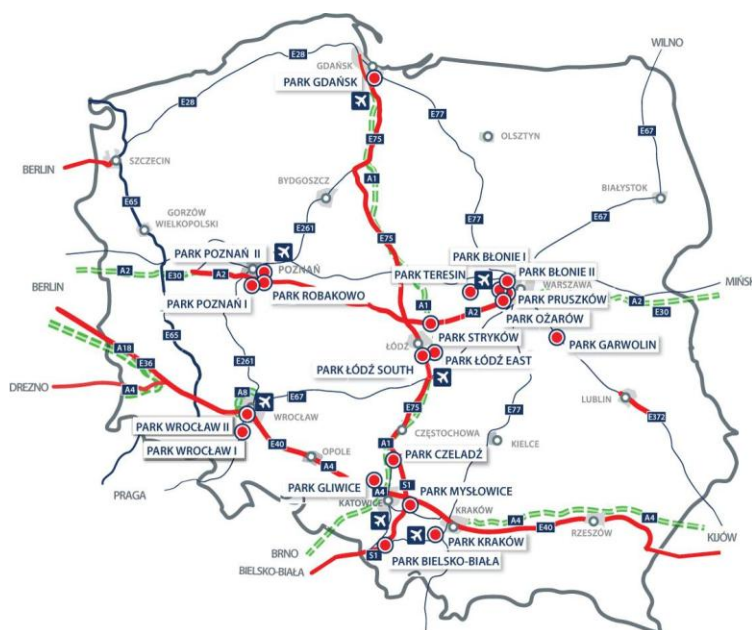 E28
WILNO
GDAŃSK
PARK GDAŃSK
E77
E28
E75
OLSZTYN
E67
BERLIN
SZCZECIN
A1
BYDGOSZCZ
BIAŁYSTOK
E65
GORZÓW
WIELKOPOLSKI
E261
E77
E67
E75
PARK POZNAŃ II
PARK BŁONIE I
POZNAŃ
PARK TERESIN
PARK BŁONIE II
A2
E30
A2
WARSZAWA
MIŃSK
PARK POZNAŃ I
PARK ROBAKOWO
PARK PRUSZKÓW
A1
A2
A2
E30
BERLIN
PARK OŻARÓW
PARK STRYKÓW
PARK GARWOLIN
E65
ŁÓDŹ
A18
E36
E261
PARK ŁÓDŹ EAST
PARK ŁÓDŹ SOUTH
DREZNO
A4
A8
E67
LUBLIN
WROCŁAW
E75
E77
E372
PARK WROCŁAW II
CZĘSTOCHOWA
KIELCE
E40
A1
PARK WROCŁAW I
OPOLE
PARK CZELADŹ
A4
PARK GLIWICE
S1
PRAGA
A4
PARK MYSŁOWICE
KATOWICE
KRAKÓW
A4
E40
RZESZÓW
A4
KIJÓW
PARK KRAKÓW
BRNO
S1
PARK BIELSKO-BIAŁA
BIELSKO-BIAŁA